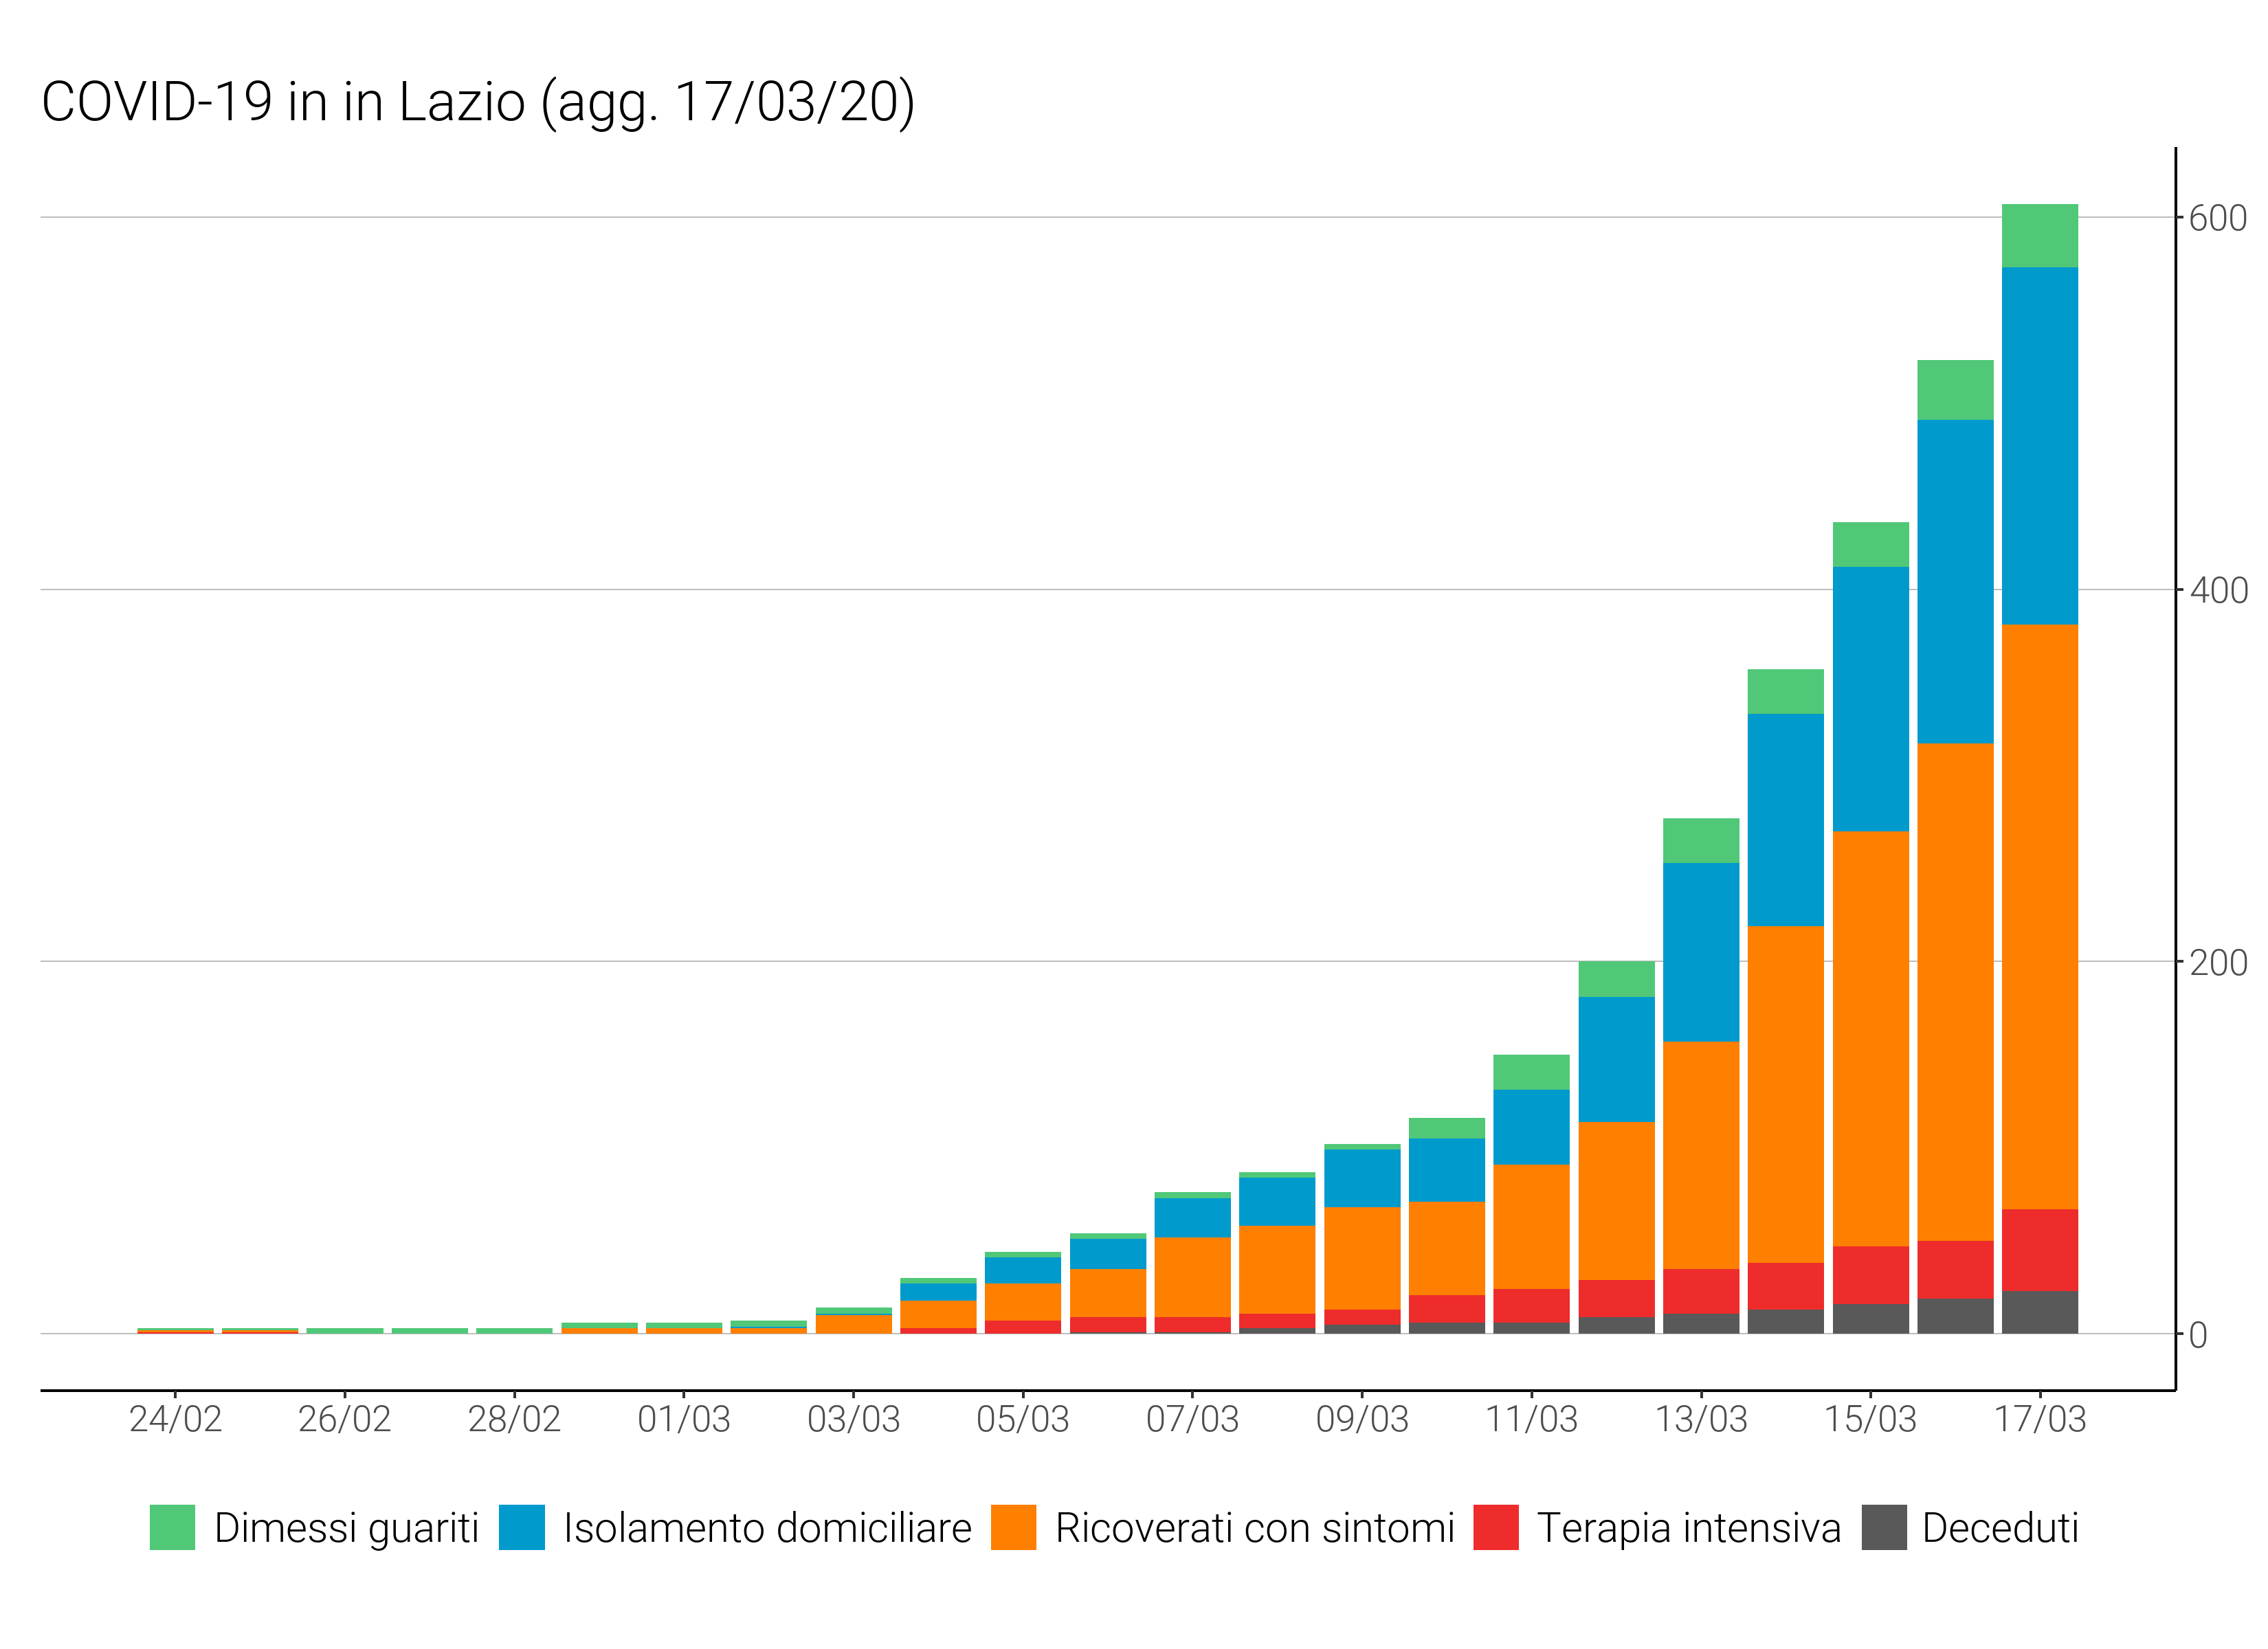 COVID-19 in in Lazio (agg. 17/03/20)
600
400
200
0
24/02 26/02 28/02 01/03 03/03 05/03 07/03 09/03 11/03 13/03 15/03 17/03
Dimessi guariti Isolamento domiciliare Ricoverati con sintomi Terapia intensiva Deceduti